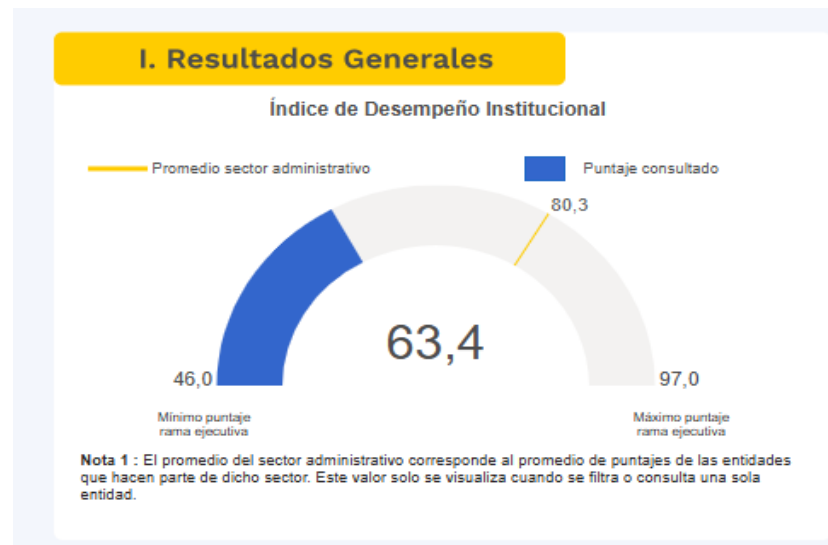 I. Resultados Generales
Índice de Desempeño Institucional
Promedio sector administrativo
Puntaje consultado
80,3
63,4
46,0
97,0
Mínimo puntaje
rama ejecutiva
Máximo puntaje
rama ejecutiva
Nota 1 : El promedio del sector administrativo corresponde al promedio de puntajes de las entidades
que hacen parte de dicho sector. Este valor solo se visualiza cuando se filtra o consulta una sola
entidad.